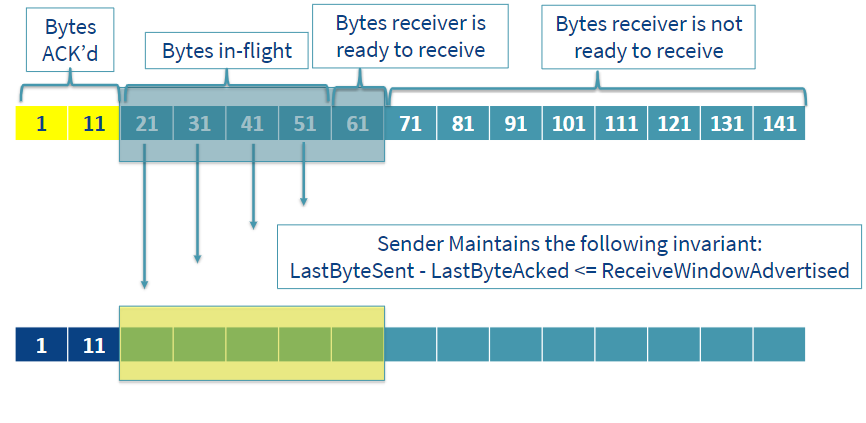 Bytes
ACK'd
Bytes in-flight
Bytes receiver is
ready to receive
Bytes receiver is not
ready to receive
1 11 21 31 41 51 61 71 81 91 101 111 121 131 141
Sender Maintains the following invariant:
LastByteSent - LastByteAcked <= ReceiveWindowAdvertised
1 11